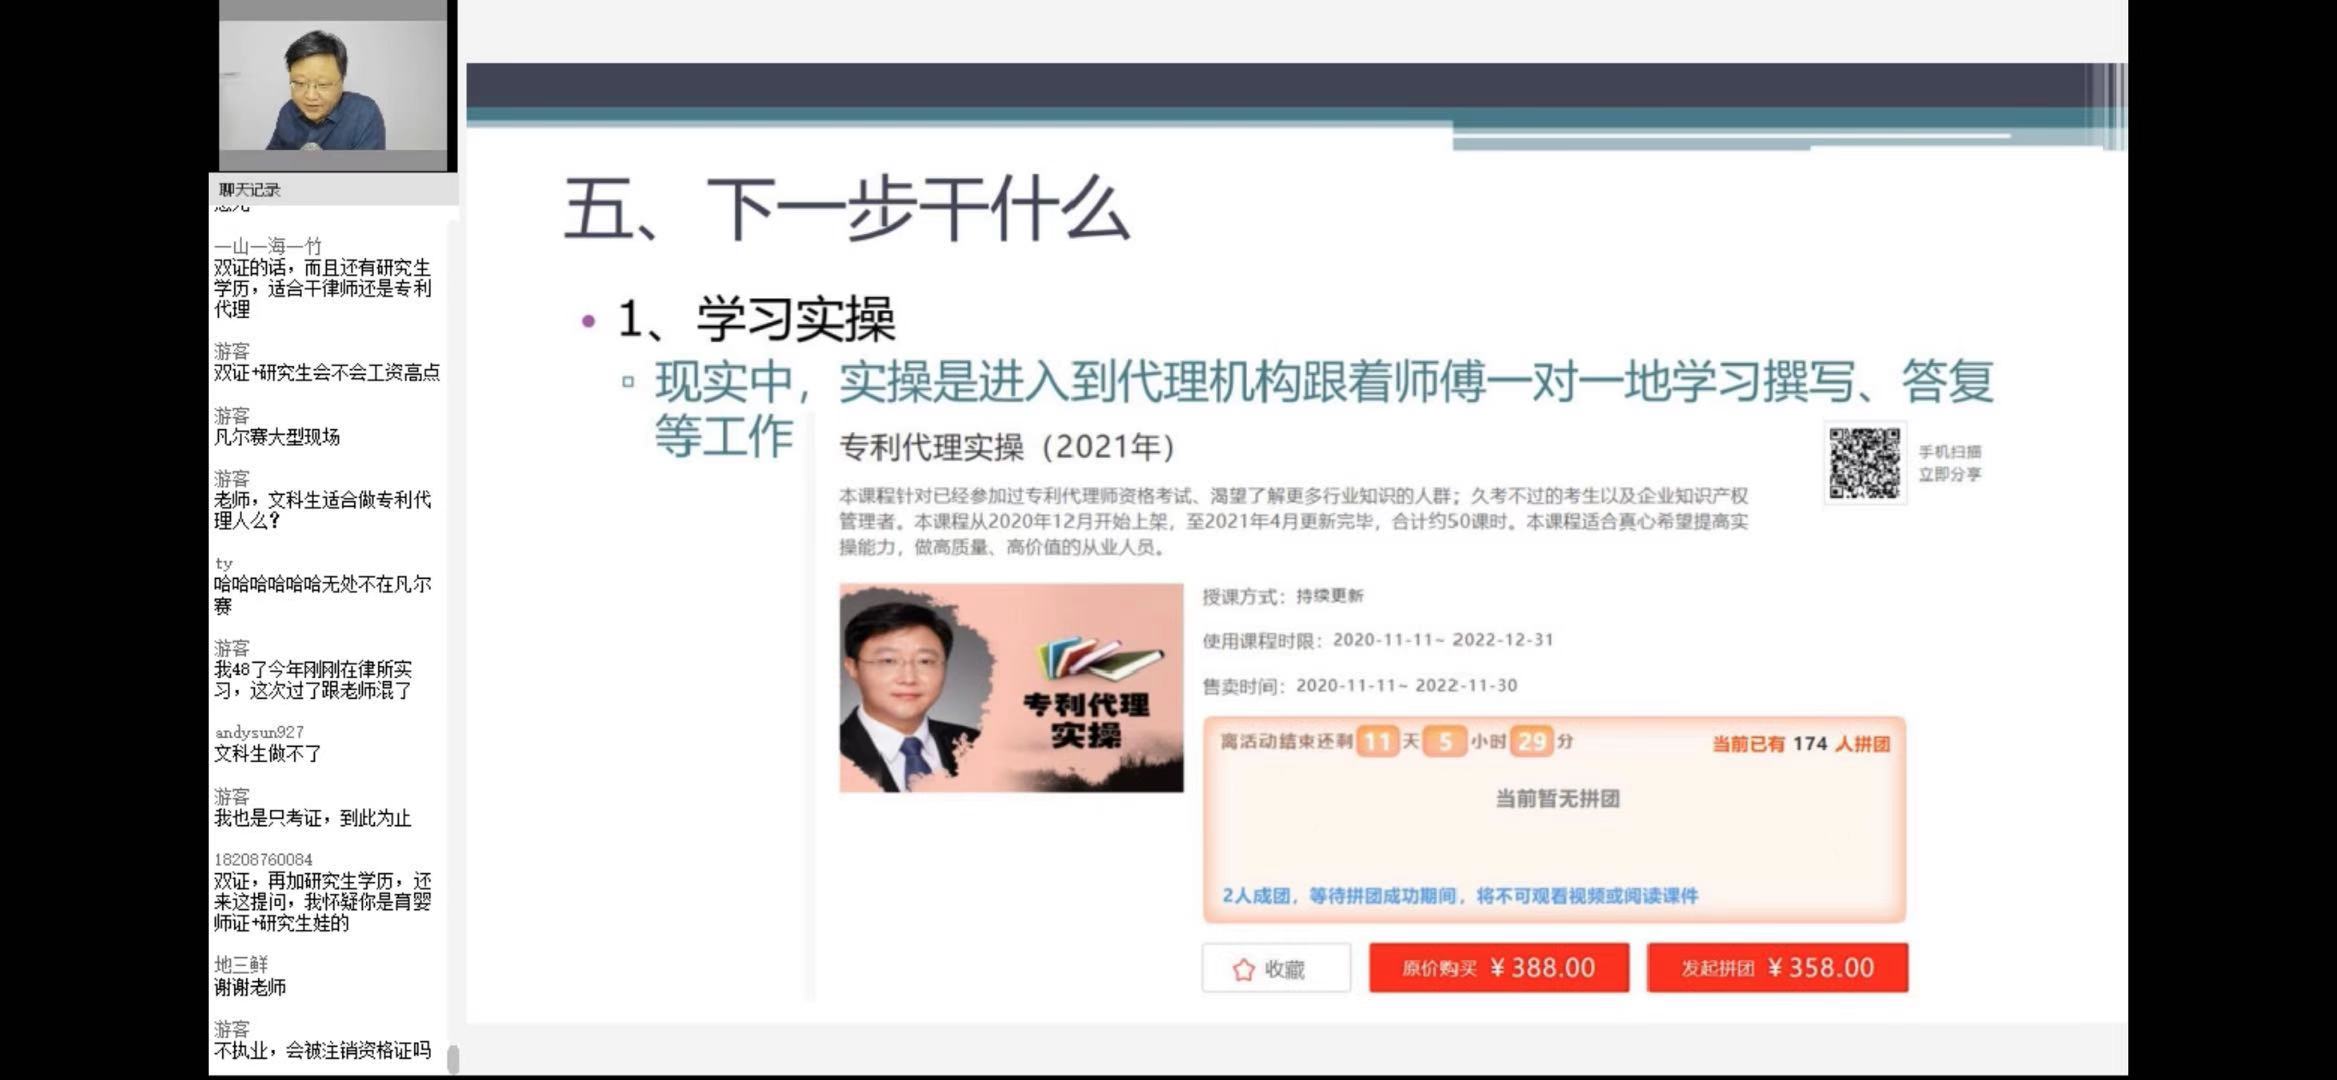 聊天记录
一山一海一竹
双证的话，而且还有研究生
学历，适合干律师还是专利
代理
游客
双证+研究生会不会工资高点
游客
凡尔赛大型现场
游客
老师，文科生适合做专利代
理人么？
ty
哈哈哈哈哈哈无处不在凡尔
赛
游客
我48了今年刚刚在律所实
习，这次过了跟老师混了
andysun927
文科生做不了
游客
我也是只考证，到此为止
18208760084
双证，再加研究生学历，还
来这提问，我怀疑你是育婴
师证+研究生娃的
地三鲜
谢谢老师
游客
不执业，会被注销资格证吗
五、下一步干什么
• 1、学习实操
▫ 现实中，实操是进入到代理机构跟着师傅一对一地学习撰写、答复
等工作
专利代理实操（2021年）
手机扫描
立即分享
本课程针对已经参加过专利代理师资格考试、渴望了解更多行业知识的人群；久考不过的考生以及企业知识产权
管理者。本课程从2020年12月开始上架，至2021年4月更新完毕，合计约50课时。本课程适合真心希望提高实
操能力，做高质量、高价值的从业人员。
专利代理
实操
授课方式：持续更新
使用课程时限：2020-11-11~ 2022-12-31
售卖时间：2020-11-11~ 2022-11-30
离活动结束还剩 11 天 5 小时 29 分
当前已有 174 人拼团
当前暂无拼团
2人成团，等待拼团成功期间，将不可观看视频或阅读课件
收藏
原价购买 ¥388.00
发起拼团 ¥358.00